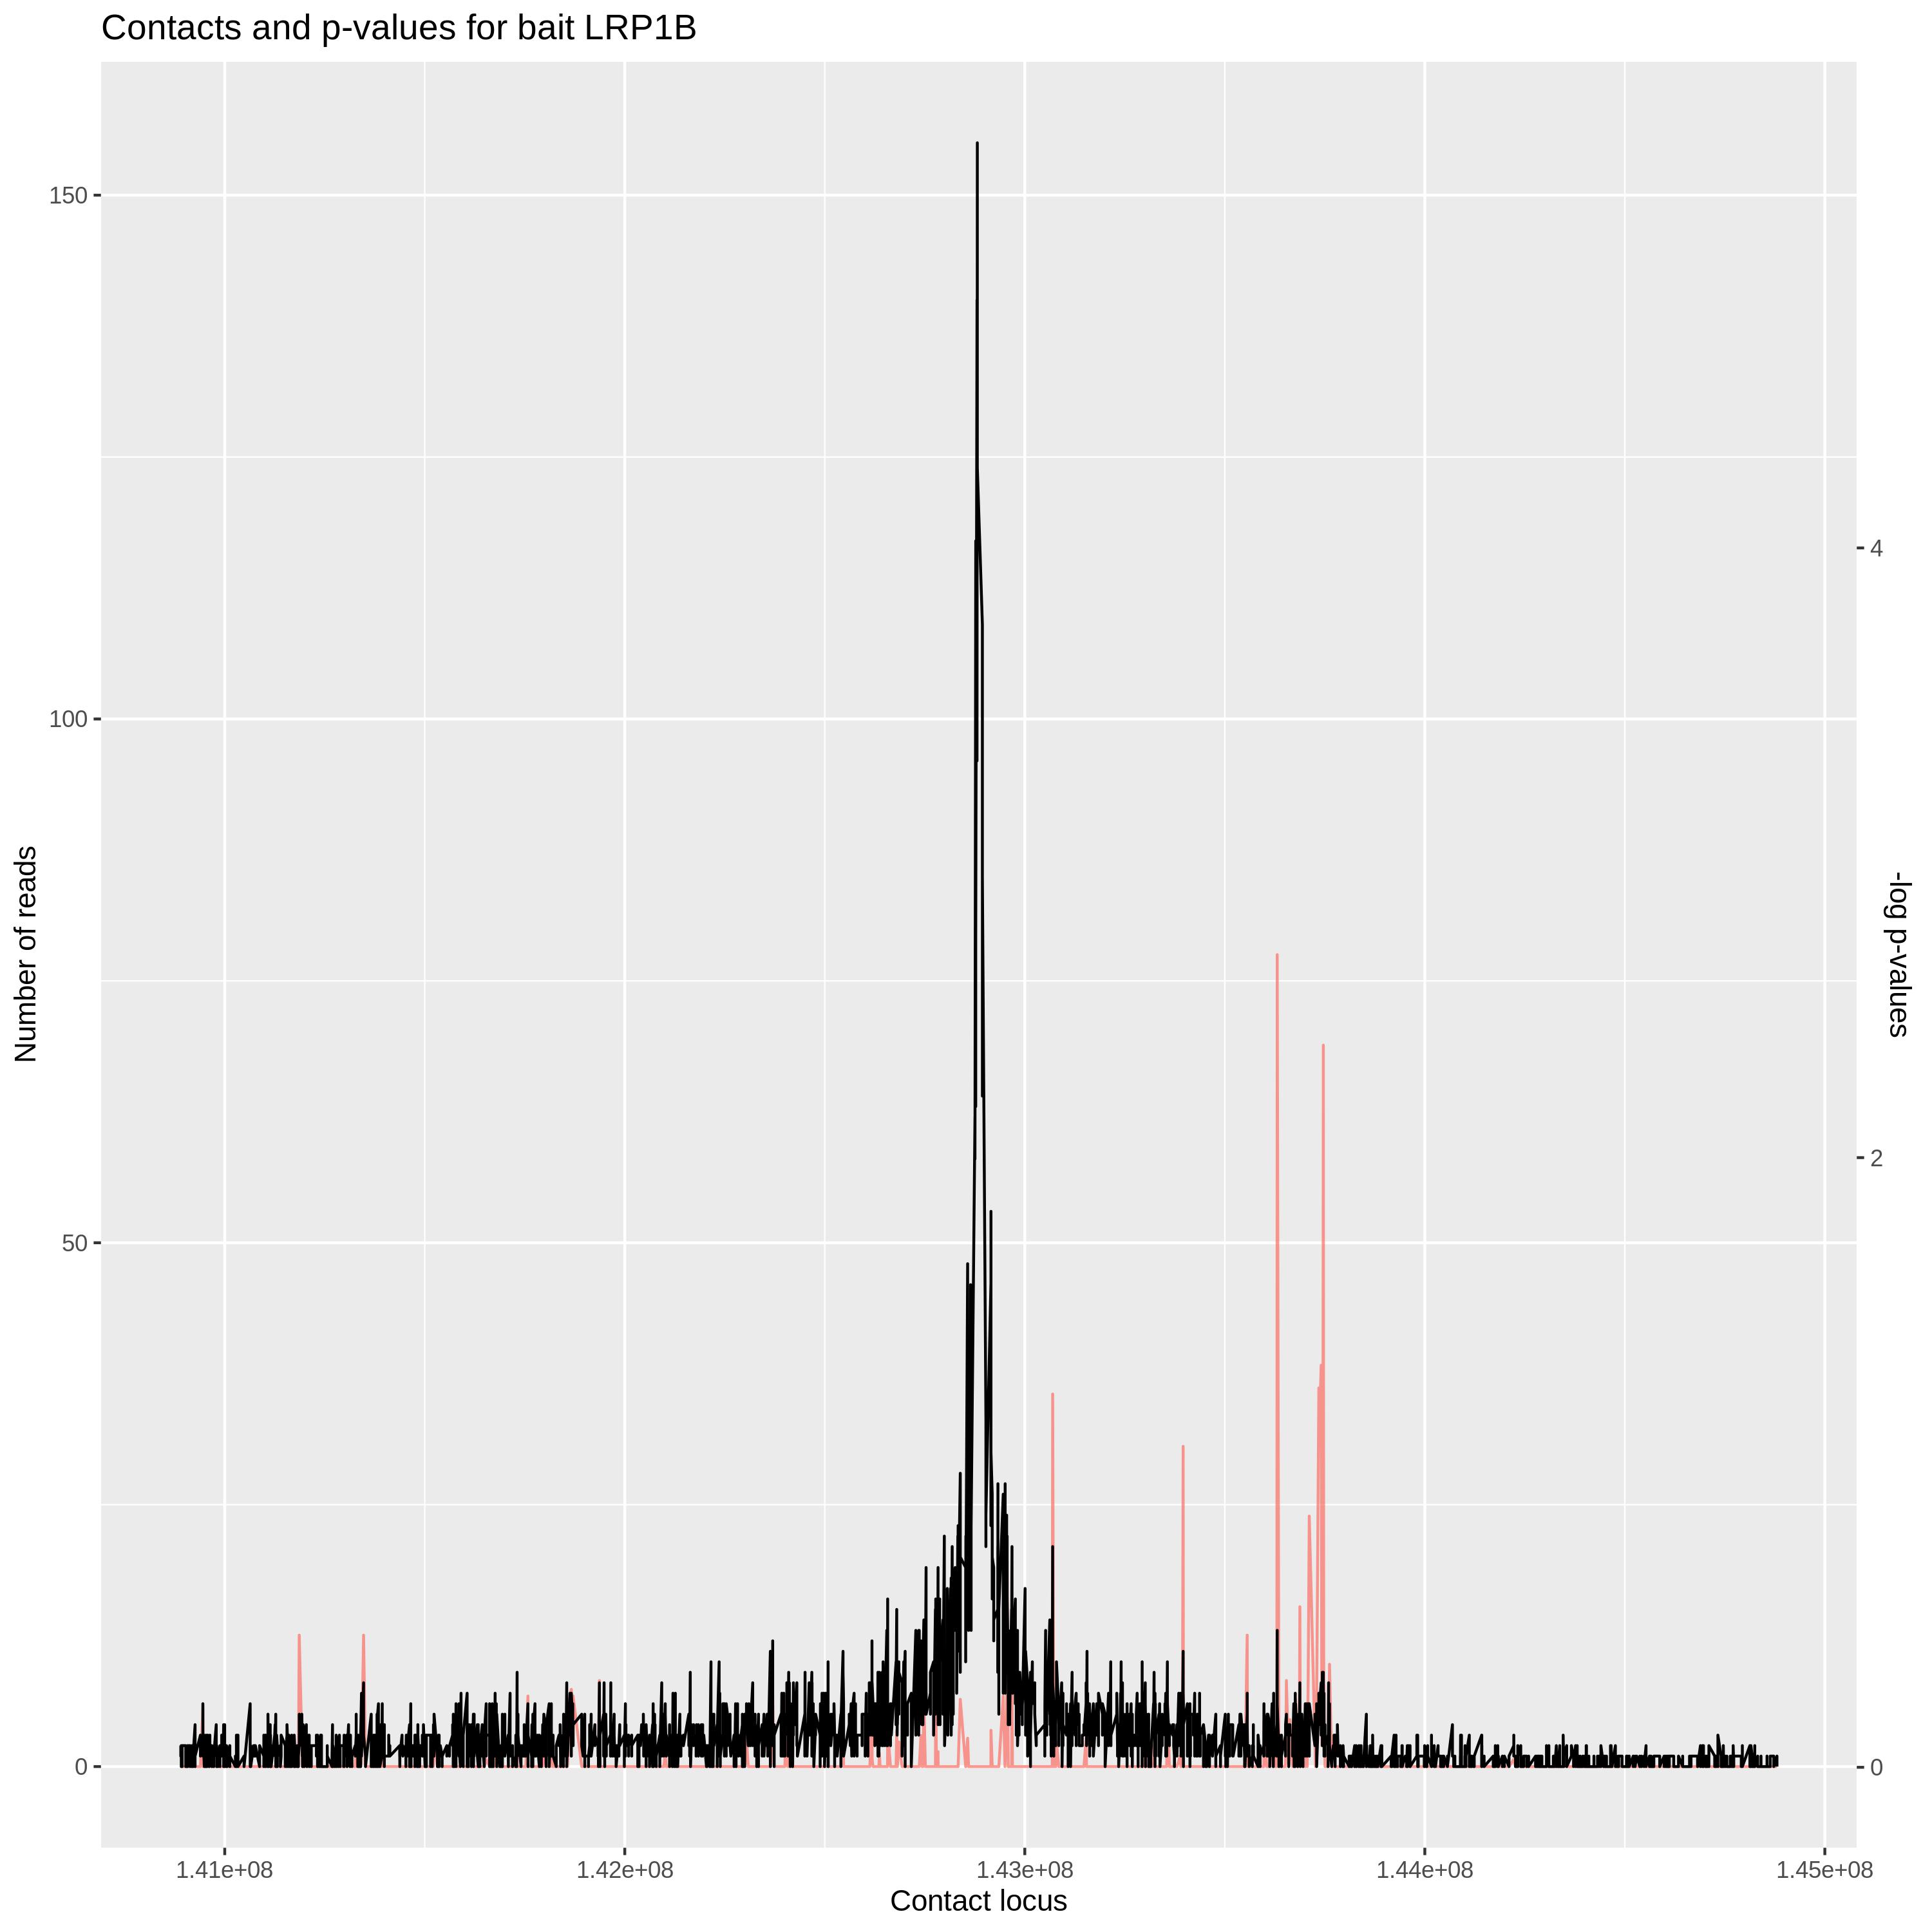 Contacts and p-values for bait LRP1B
150
100
50
0
Number of reads
4
2
0
-log p-values
1.41e+08
1.42e+08
1.43e+08
1.44e+08
1.45e+08
Contact locus